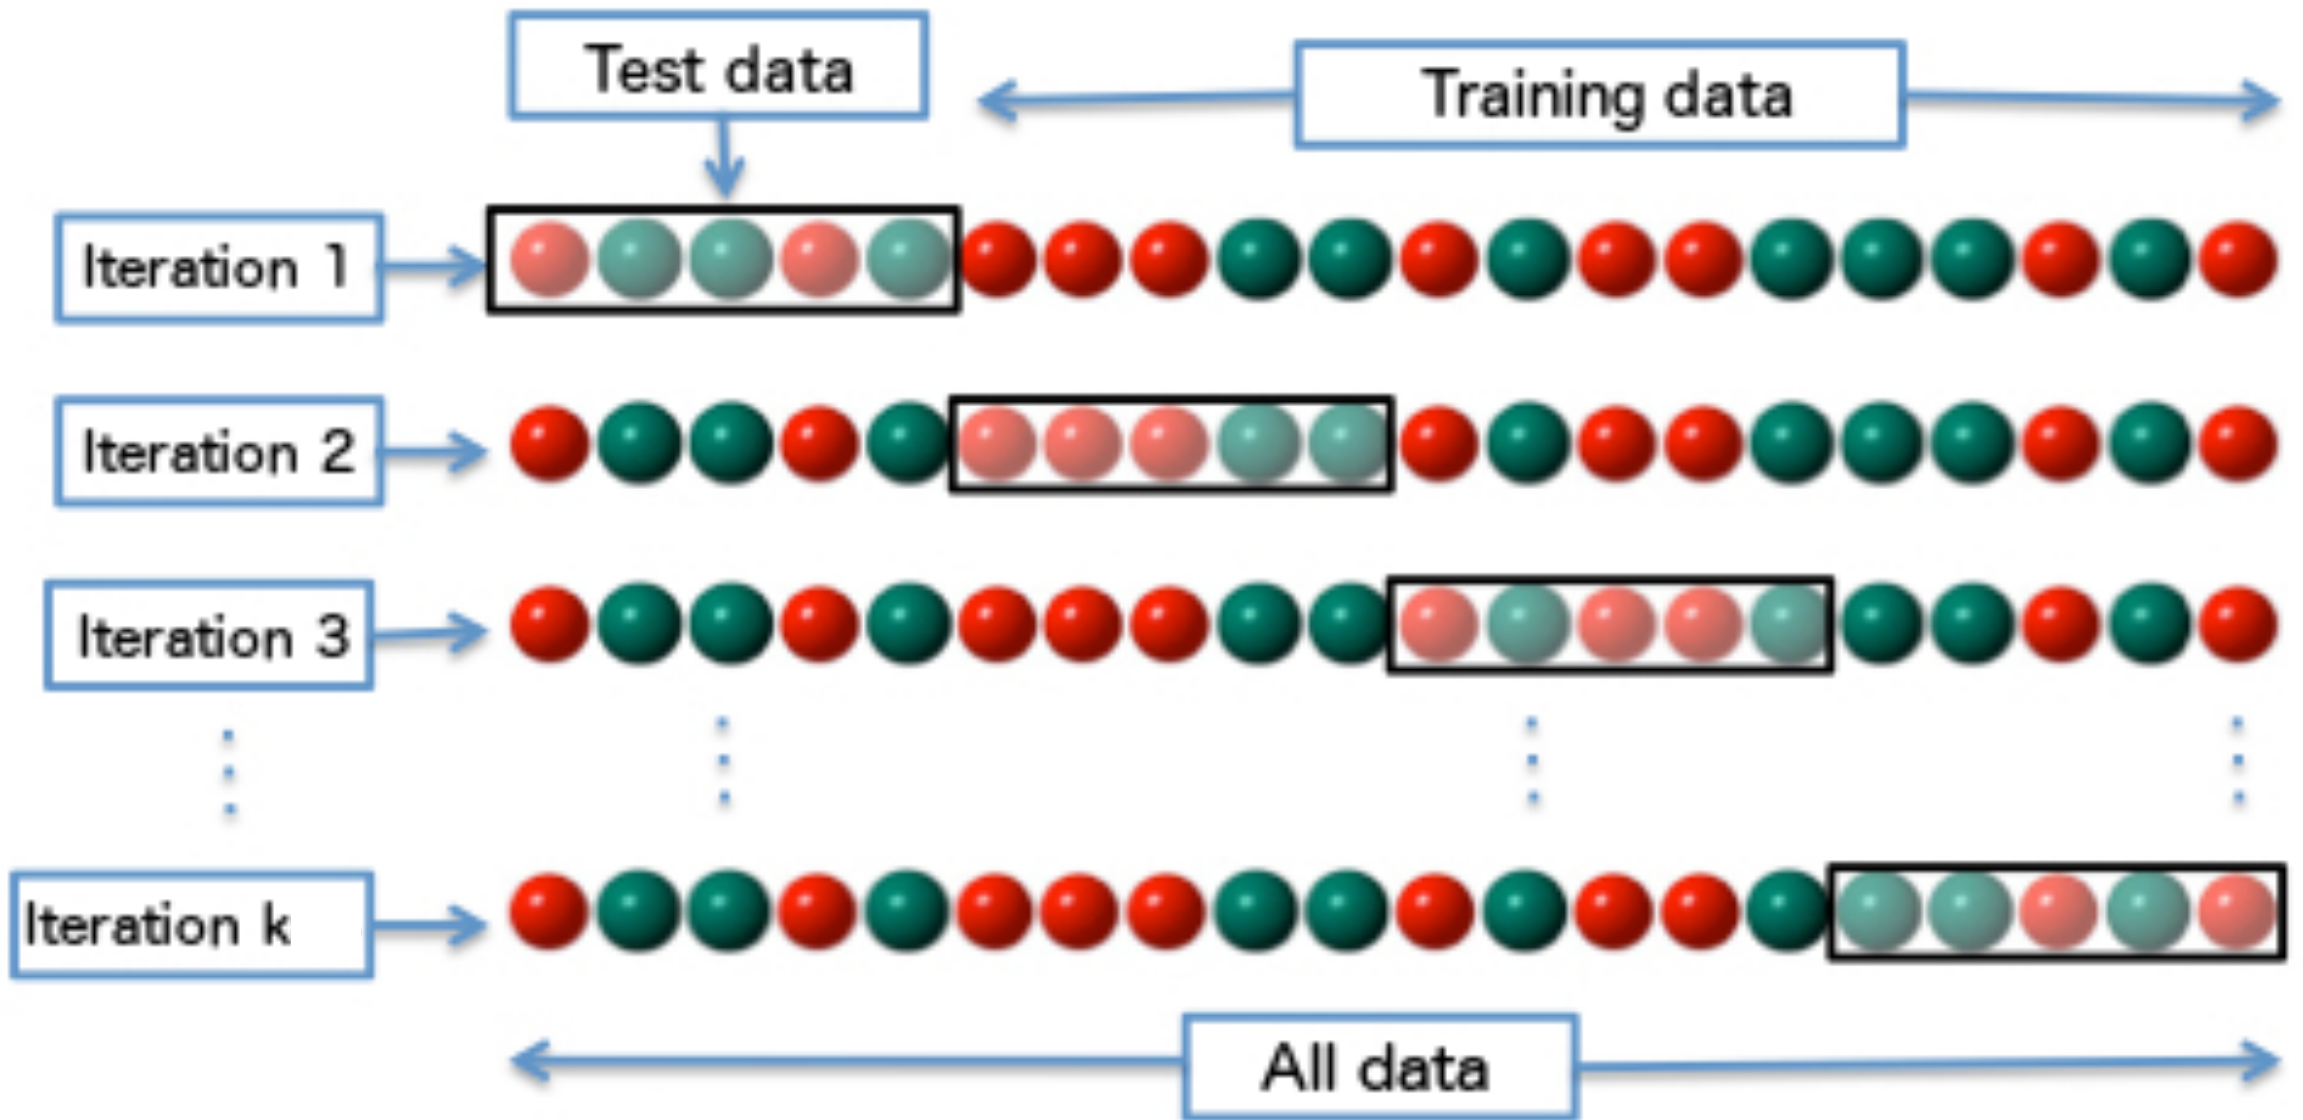 Test data
Training data
Iteration 1
Iteration 2
Iteration 3
Iteration k
All data